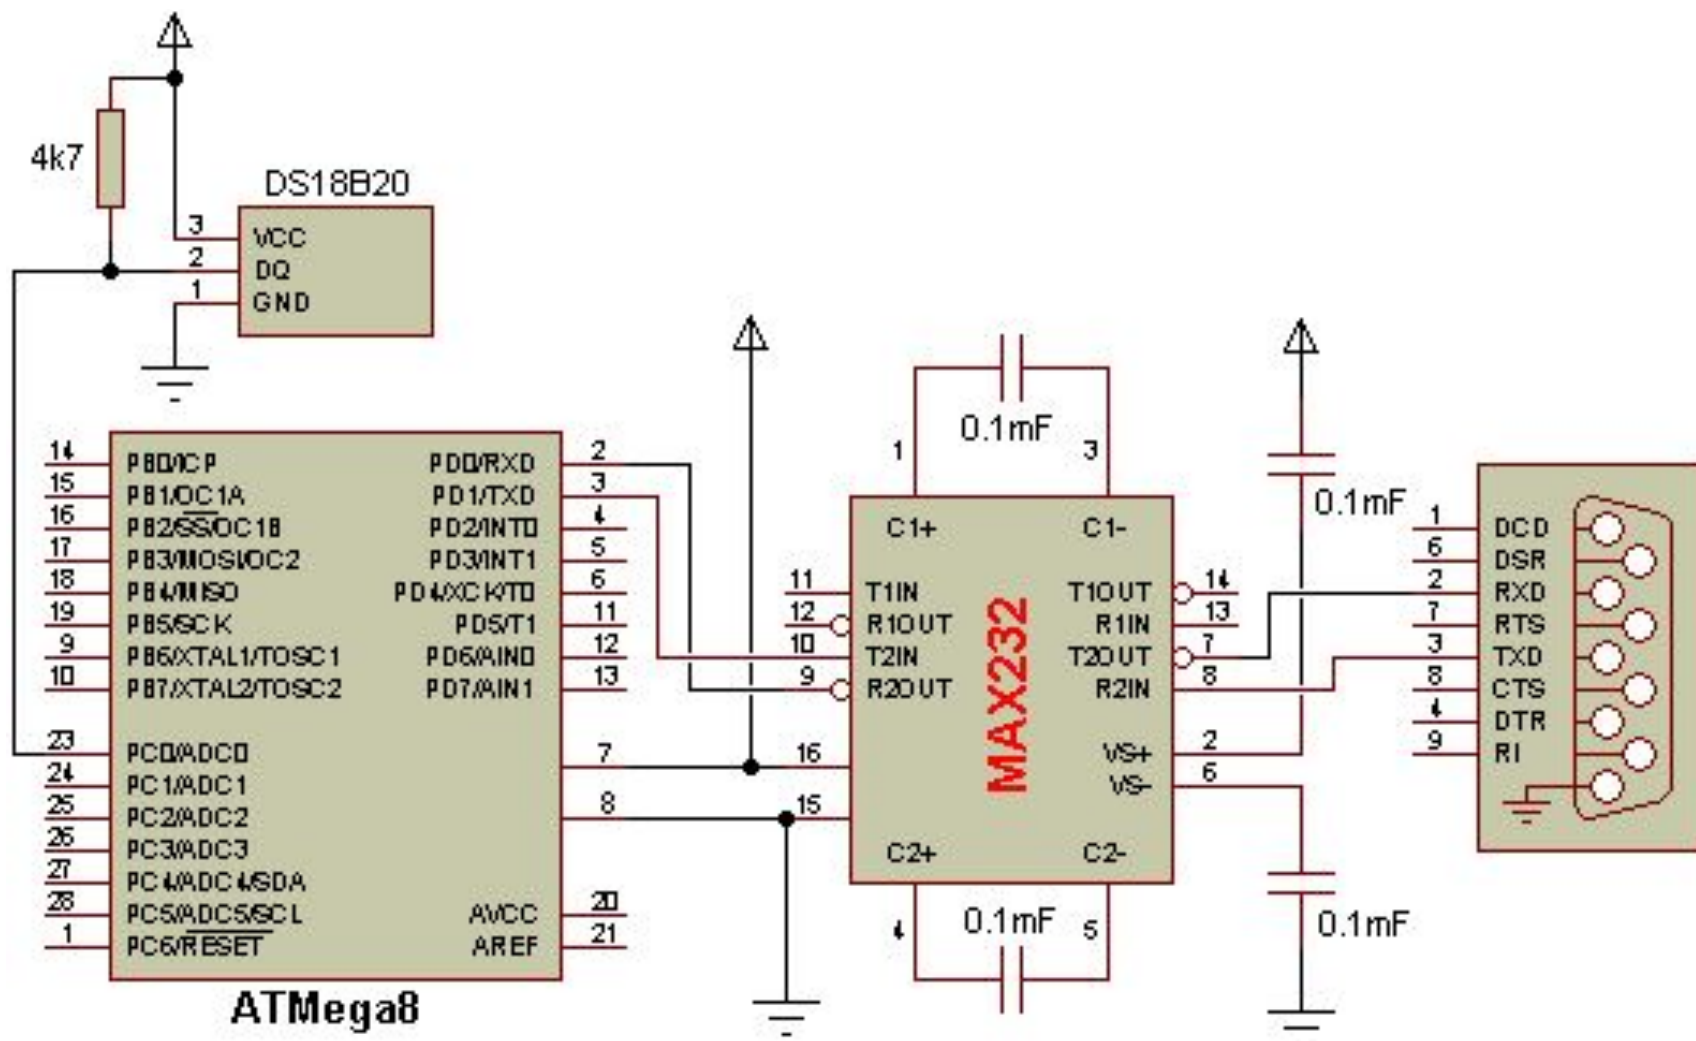 4k7
DS18B20
3 VCC
2 DQ
1 GND
14 PB0/ICP
15 PB1/OC1A
16 PB2/SS/OC1B
17 PB3/MOSI/OC2
18 PB4/MISO
19 PB5/SCK
9 PB6/XTAL1/TOSC1
10 PB7/XTAL2/TOSC2
23 PC0/ADC0
24 PC1/ADC1
25 PC2/ADC2
26 PC3/ADC3
27 PC4/ADC4/SDA
28 PC5/ADC5/SCL
1 PC6/RESET
PD0/RXD 2
PD1/TXD 3
PD2/INT0 4
PD3/INT1 5
PD4/XCK/T0 6
PD5/T1 11
PD6/AIN0 12
PD7/AIN1 13
7
8
AVCC 20
AREF 21
ATMega8
0.1mF
1 3
C1+ C1-
11 T1IN
12 R1OUT
10 T2IN
9 R2OUT
16
15
MAX232
T1OUT 14
R1IN 13
T2OUT 7
R2IN 8
VS+ 2
VS- 6
C2+ C2-
4 5
0.1mF
0.1mF
0.1mF
1 DCD
6 DSR
2 RXD
7 RTS
3 TXD
8 CTS
4 DTR
9 RI